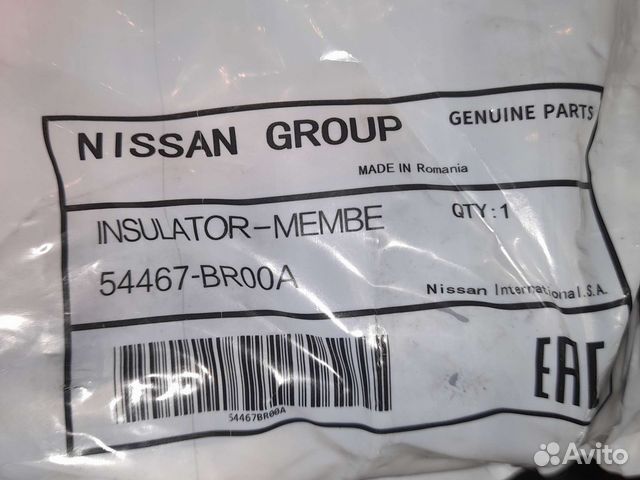 NISSAN GROUP
GENUINE PARTS
MADE IN Romania
INSULATOR-MEMBE
QTY:1
54467-BR00A
Nissan International.S.A.
54467BR00A
EAC
Avito